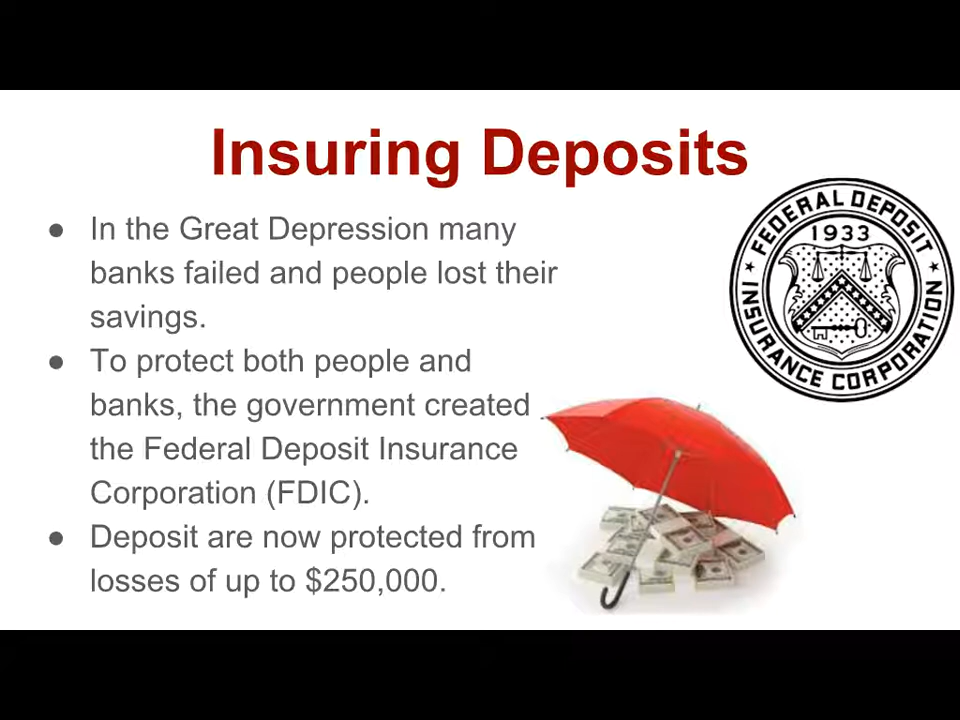 Insuring Deposits
● In the Great Depression many
banks failed and people lost their
savings.
● To protect both people and
banks, the government created
the Federal Deposit Insurance
Corporation (FDIC).
● Deposit are now protected from
losses of up to $250,000.
FEDERAL DEPOSIT
INSURANCE CORPORATION
1933